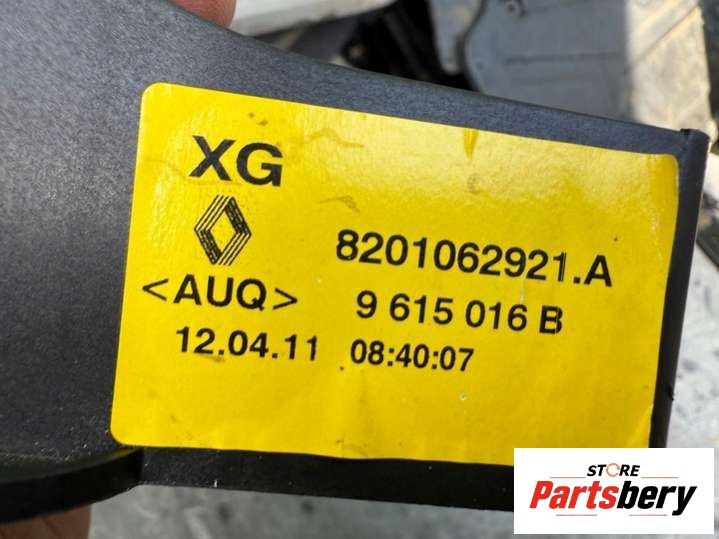 XG
8201062921.A
<AUQ> 9 615 016 B
12.04.11 08:40:07
STORE
Partsbery